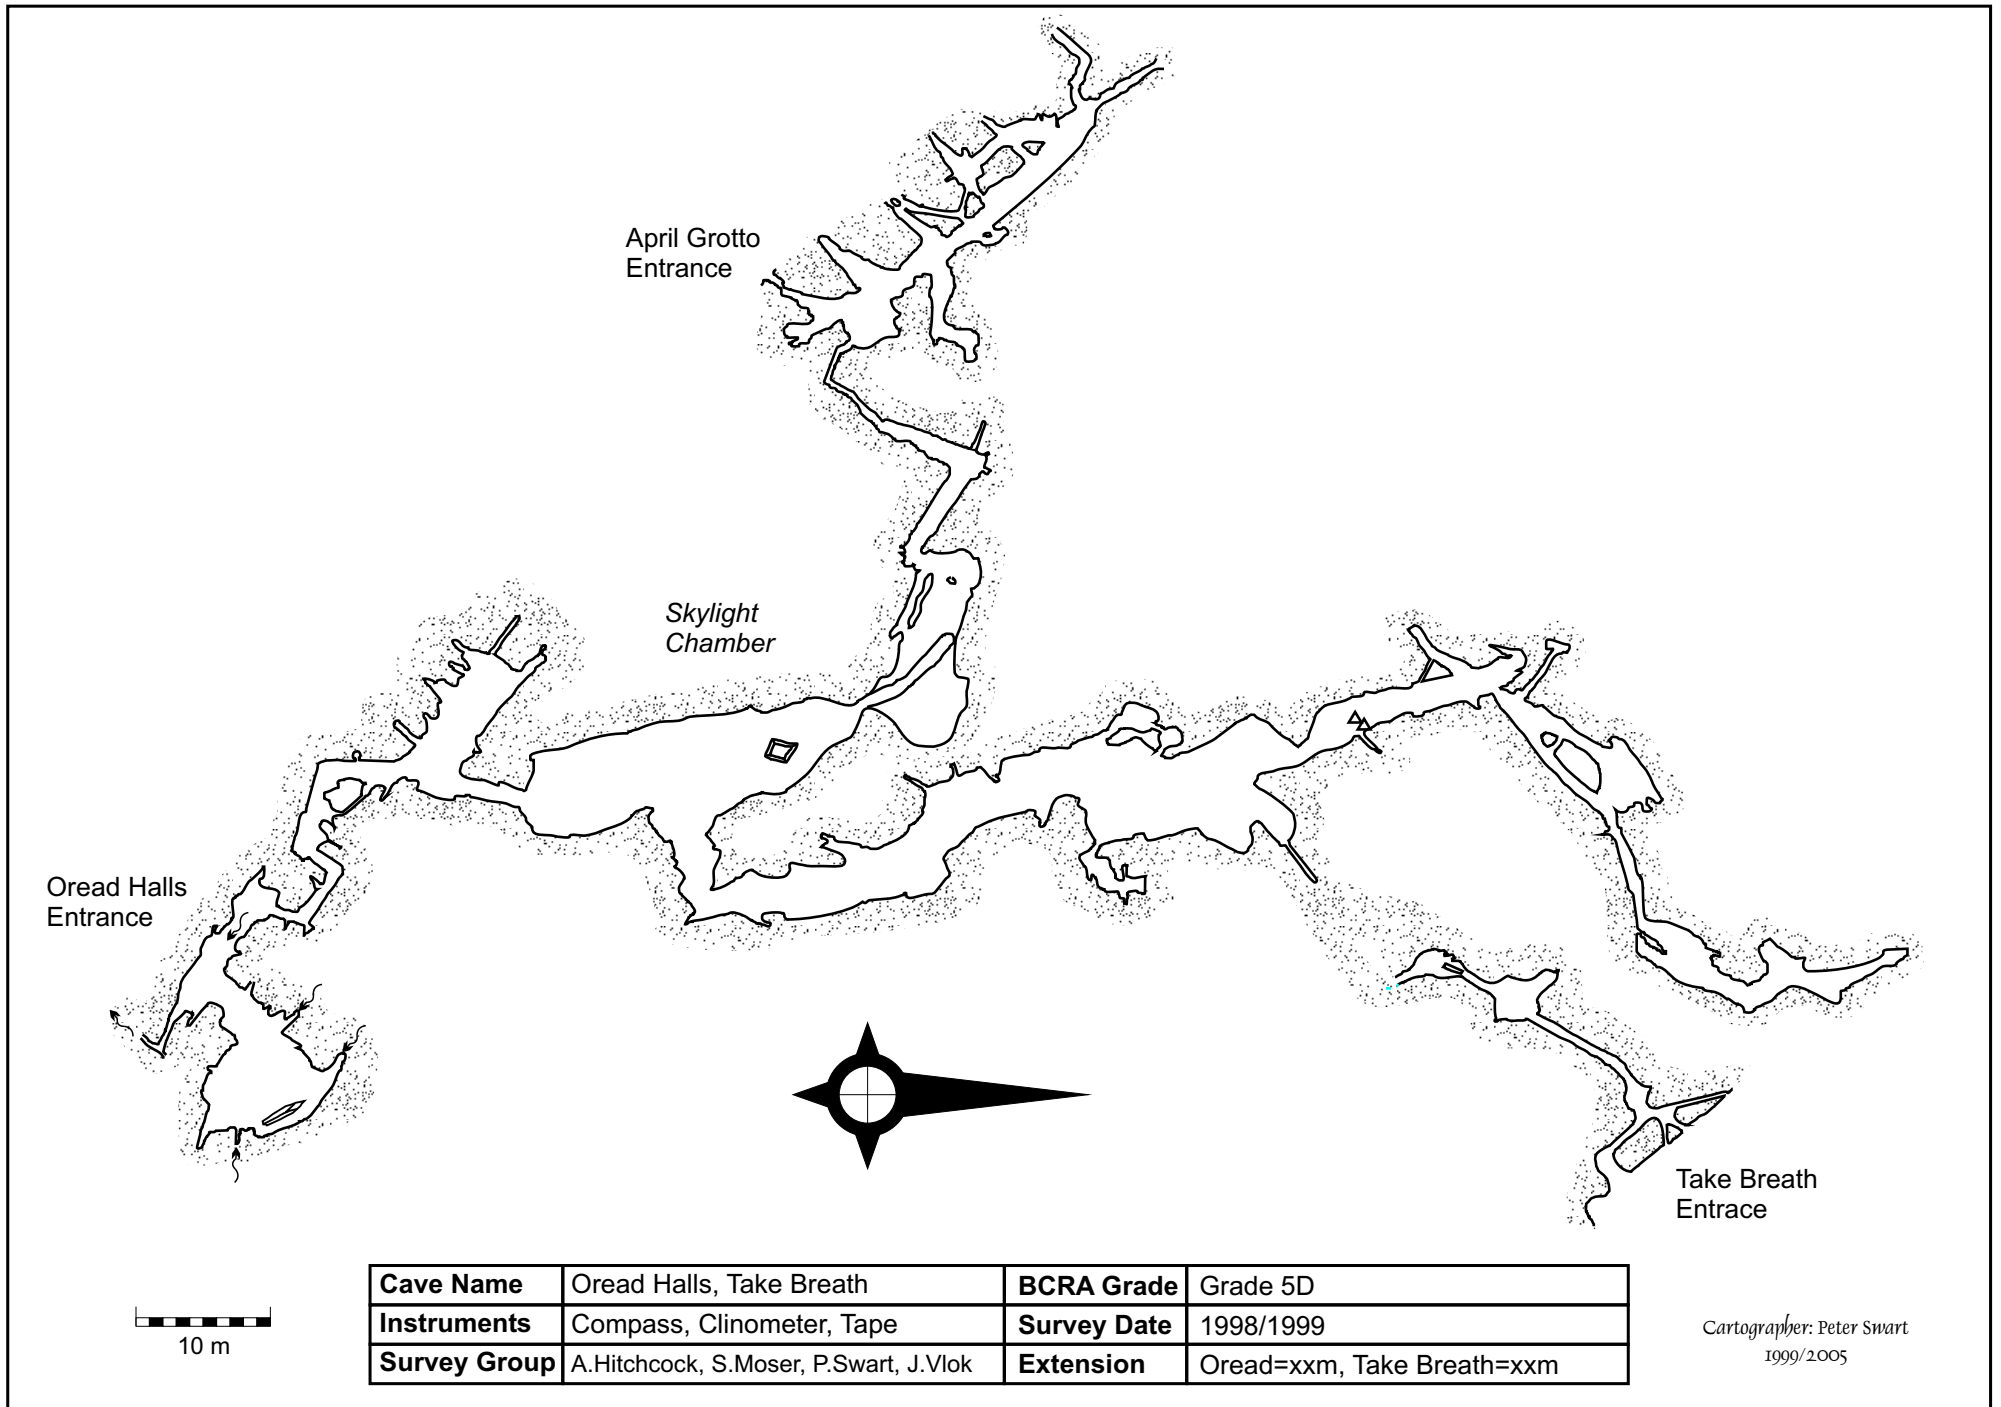 April Grotto
Entrance
Skylight
Chamber
Oread Halls
Entrance
Take Breath
Entrace
Cave Name Oread Halls, Take Breath BCRA Grade Grade 5D
Instruments Compass, Clinometer, Tape Survey Date 1998/1999
Survey Group A.Hitchcock, S.Moser, P.Swart, J.Vlok Extension Oread=xxm, Take Breath=xxm
10 m
Cartographer: Peter Swart
1999/2005